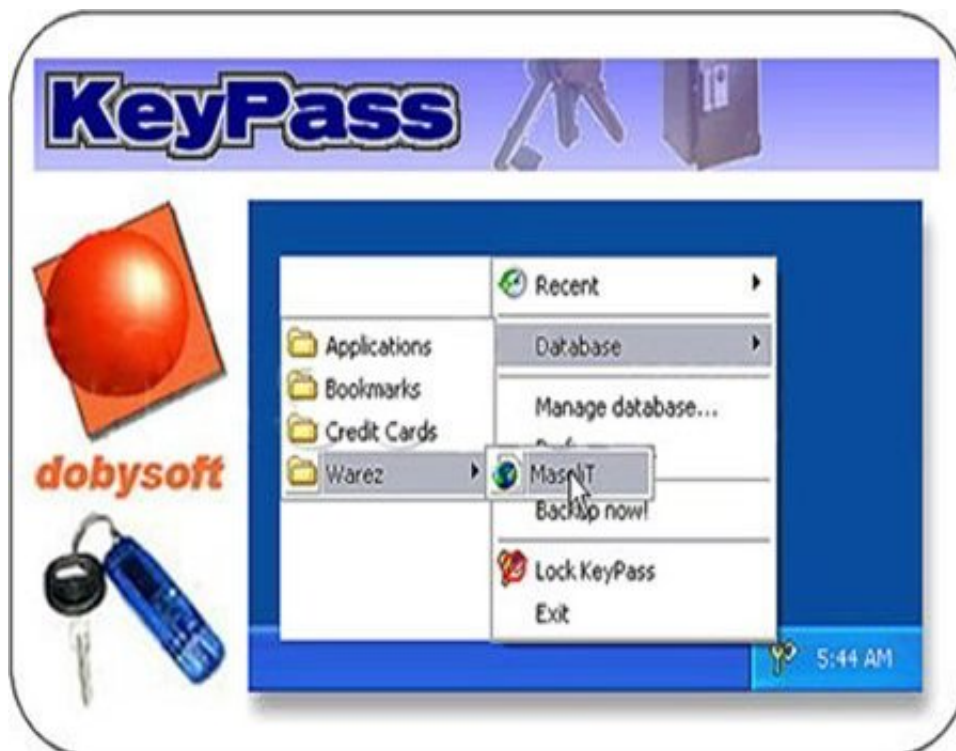 KeyPass
dobysoft
Recent
Database
Manage database...
Backup now!
Lock KeyPass
Exit
Applications
Bookmarks
Credit Cards
Warez
5:44 AM